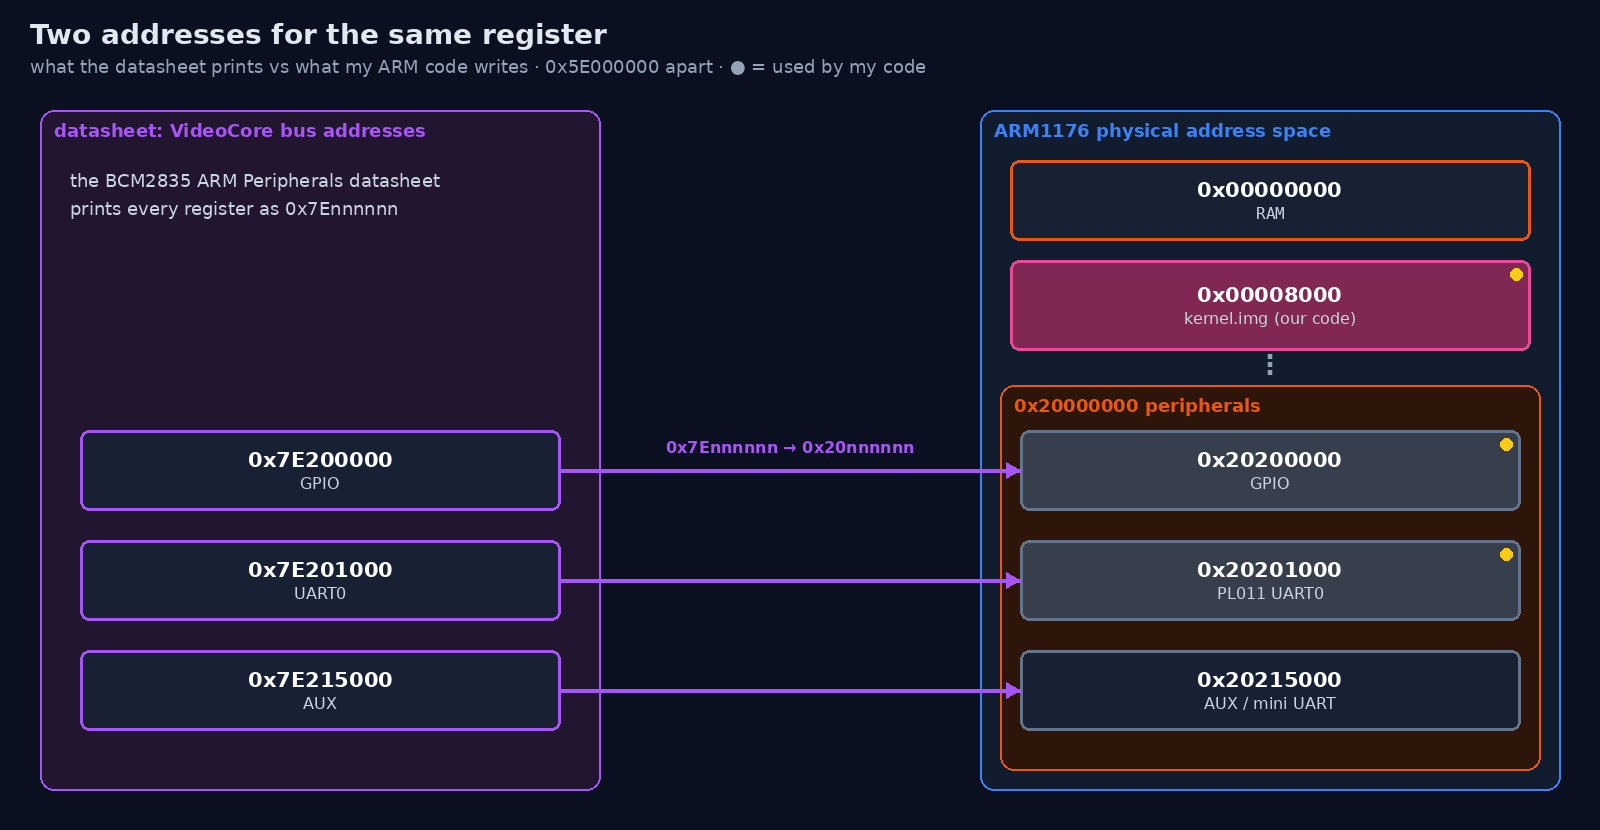 Two addresses for the same register
what the datasheet prints vs what my ARM code writes · 0x5E000000 apart · ● = used by my code
datasheet: VideoCore bus addresses
the BCM2835 ARM Peripherals datasheet
prints every register as 0x7Ennnnnn
0x7E200000
GPIO
0x7E201000
UART0
0x7E215000
AUX
0x7Ennnnnn → 0x20nnnnnn
ARM1176 physical address space
0x00000000
RAM
0x00008000
kernel.img (our code)
⋮
0x20000000 peripherals
0x20200000
GPIO
0x20201000
PL011 UART0
0x20215000
AUX / mini UART